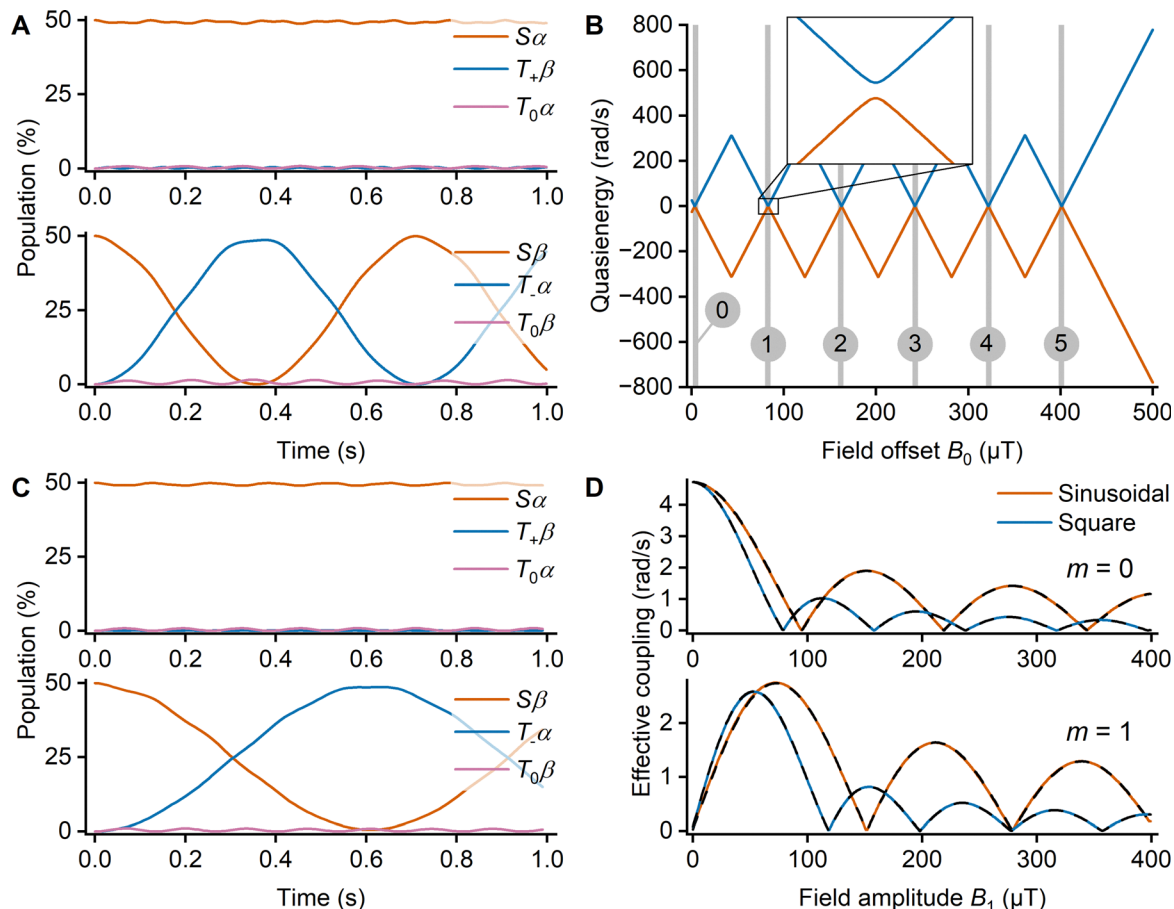 A
Population (%)
50
0
Sα
T₊β
T₀α
0.0 0.2 0.4 0.6 0.8 1.0
50
25
0
Sβ
T₋α
T₀β
0.0 0.2 0.4 0.6 0.8 1.0
Time (s)
B
Quasienergy (rad/s)
800
600
400
200
0
−200
−400
−600
−800
0
1
2
3
4
5
0 100 200 300 400 500
Field offset B₀ (µT)
C
Population (%)
50
25
0
Sα
T₊β
T₀α
0.0 0.2 0.4 0.6 0.8 1.0
50
25
0
Sβ
T₋α
T₀β
0.0 0.2 0.4 0.6 0.8 1.0
Time (s)
D
Effective coupling (rad/s)
4
3
2
1
0
Sinusoidal
Square
m = 0
0 100 200 300 400
2
1
0
m = 1
0 100 200 300 400
Field amplitude B₁ (µT)